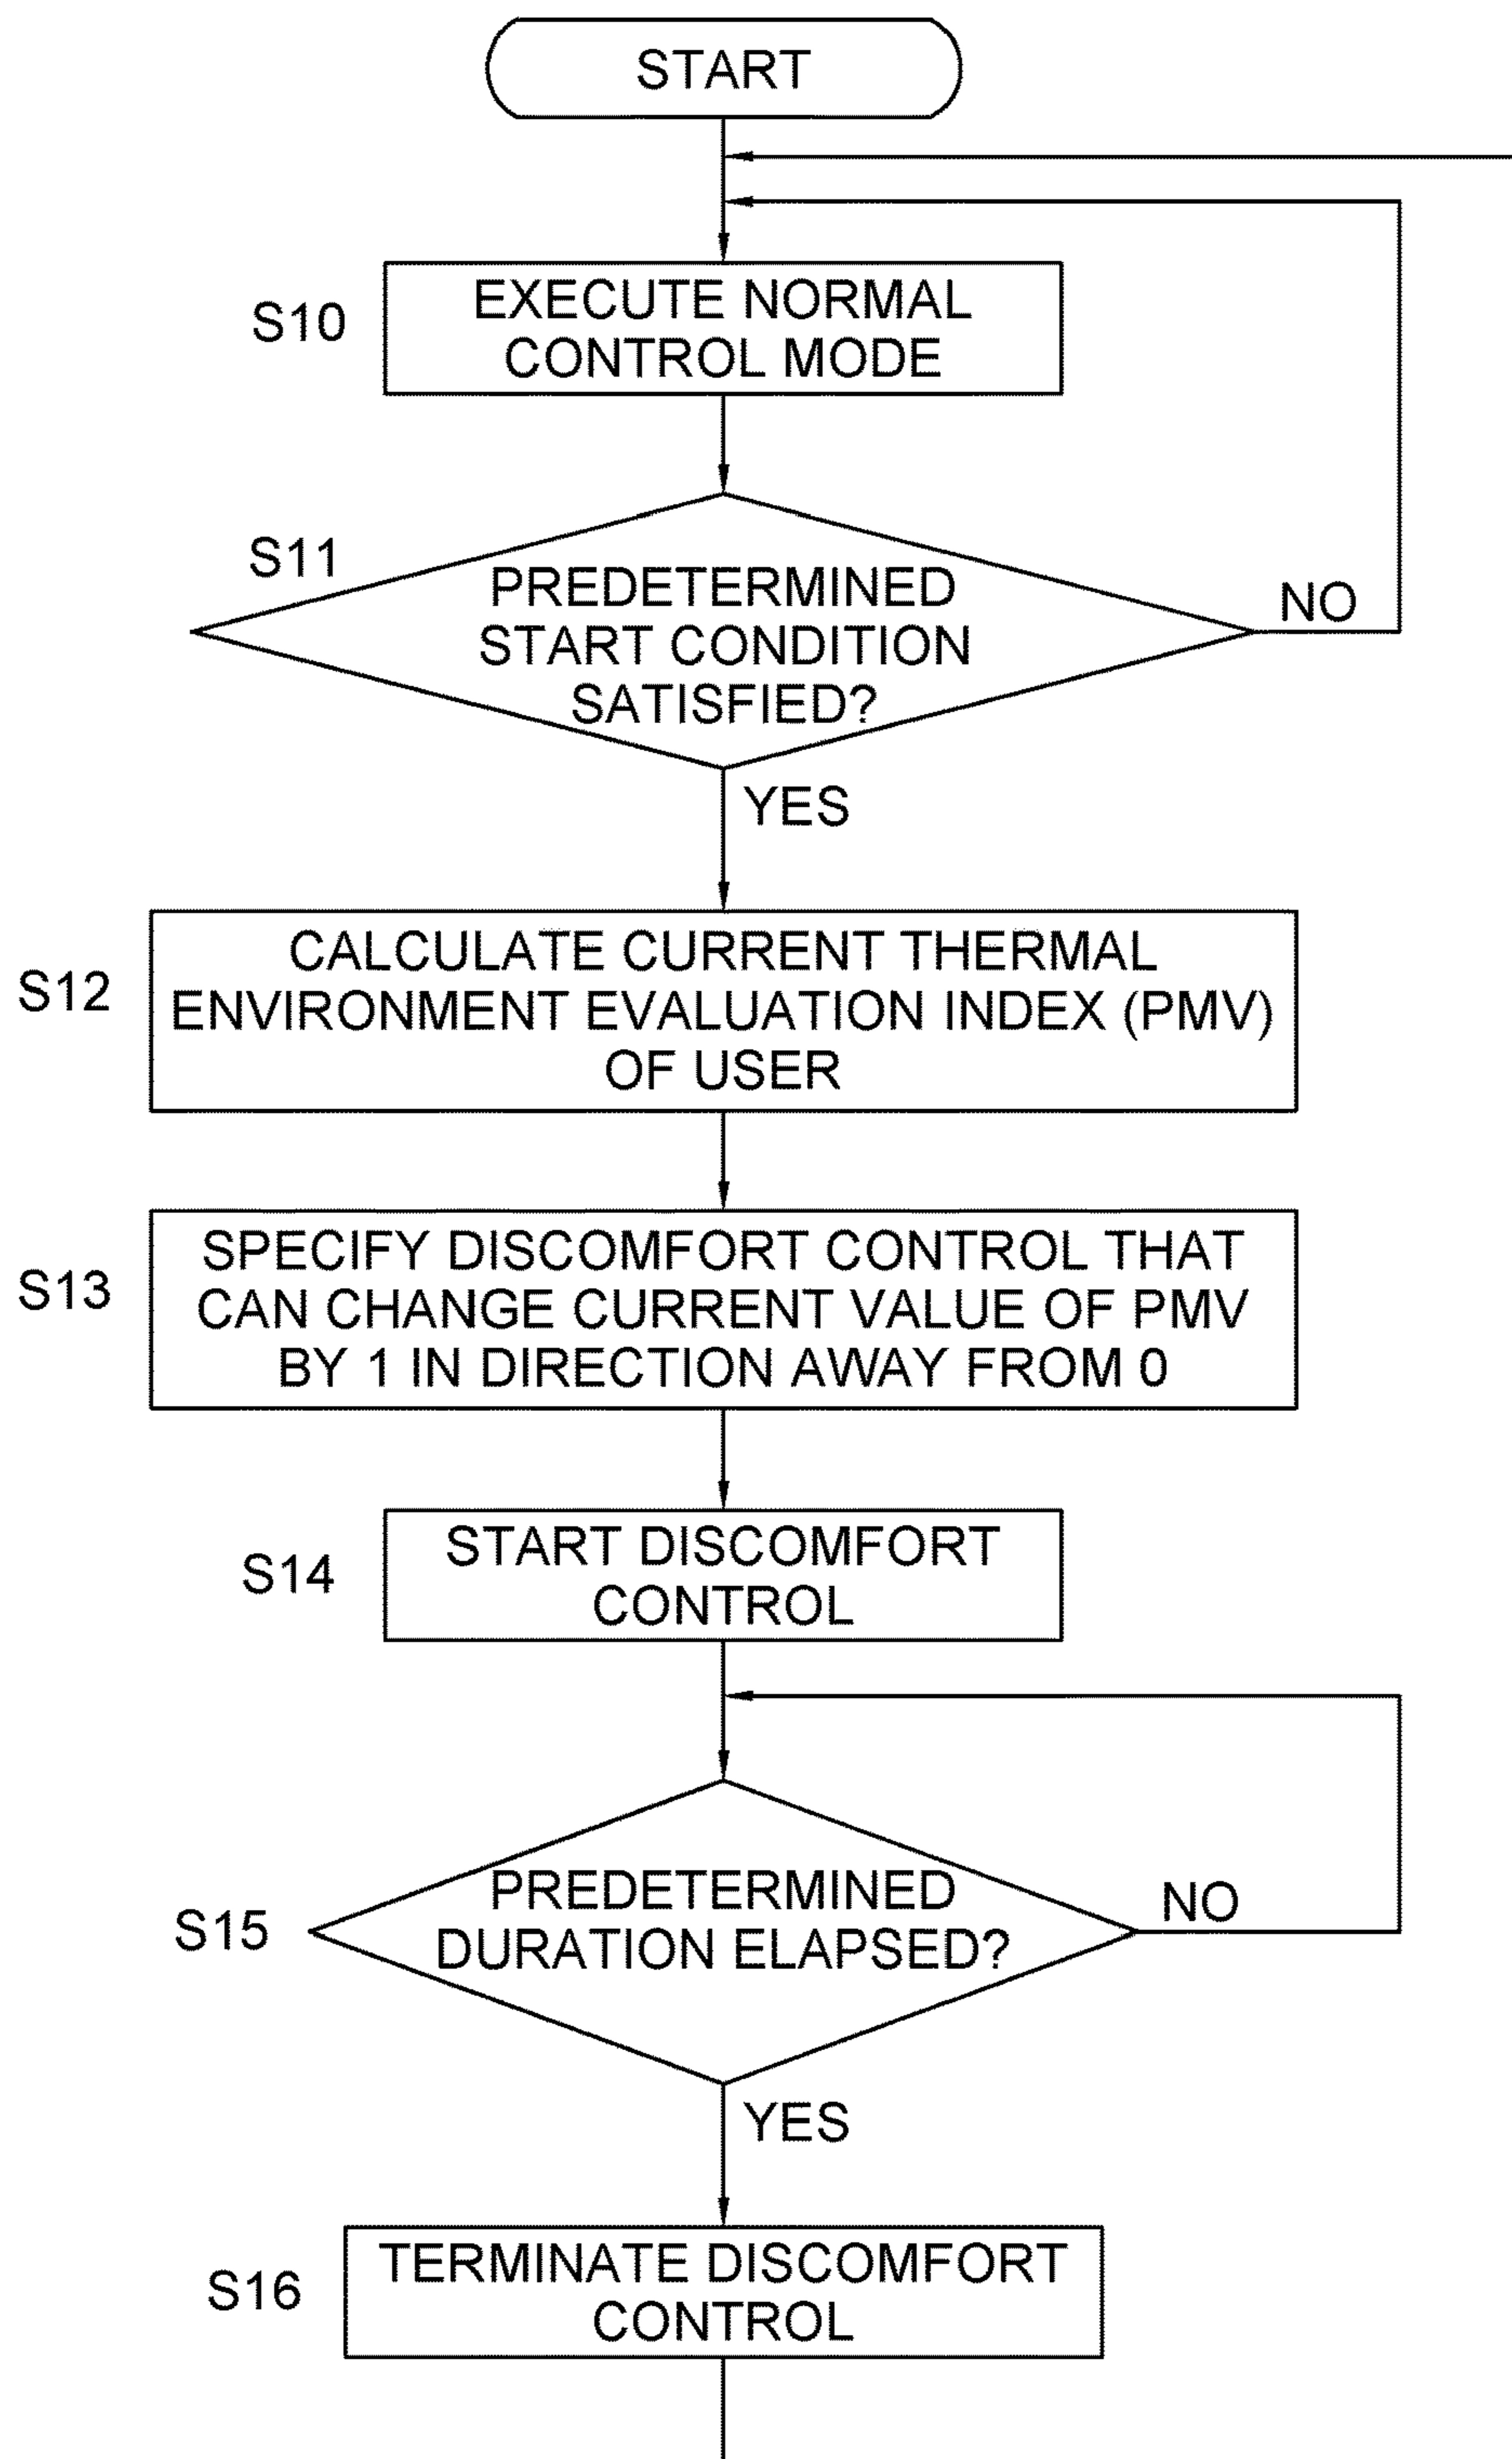 START
S10
EXECUTE NORMAL
CONTROL MODE
S11
PREDETERMINED
START CONDITION
SATISFIED?
NO
YES
S12
CALCULATE CURRENT THERMAL
ENVIRONMENT EVALUATION INDEX (PMV)
OF USER
S13
SPECIFY DISCOMFORT CONTROL THAT
CAN CHANGE CURRENT VALUE OF PMV
BY 1 IN DIRECTION AWAY FROM 0
S14
START DISCOMFORT
CONTROL
S15
PREDETERMINED
DURATION ELAPSED?
NO
YES
S16
TERMINATE DISCOMFORT
CONTROL